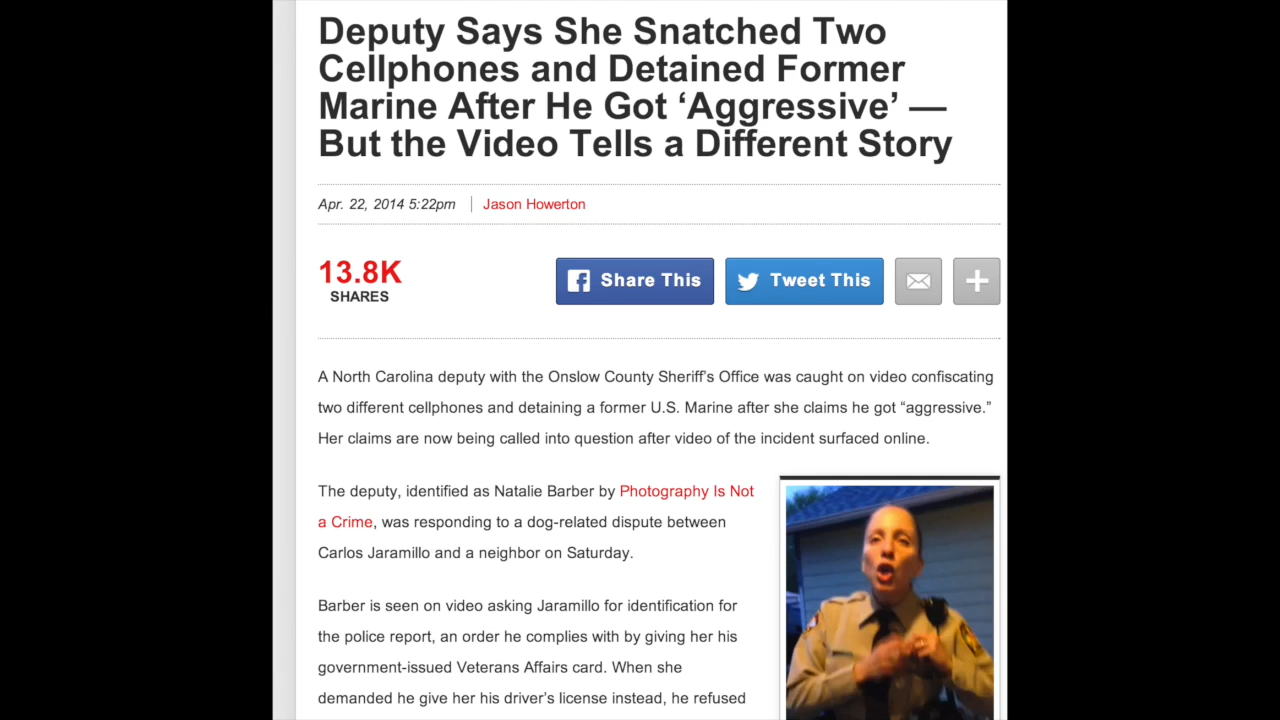 Deputy Says She Snatched Two
Cellphones and Detained Former
Marine After He Got ‘Aggressive’ —
But the Video Tells a Different Story
Apr. 22, 2014 5:22pm | Jason Howerton
13.8K
SHARES
Share This
Tweet This
A North Carolina deputy with the Onslow County Sheriff’s Office was caught on video confiscating
two different cellphones and detaining a former U.S. Marine after she claims he got “aggressive.”
Her claims are now being called into question after video of the incident surfaced online.
The deputy, identified as Natalie Barber by Photography Is Not
a Crime, was responding to a dog-related dispute between
Carlos Jaramillo and a neighbor on Saturday.
Barber is seen on video asking Jaramillo for identification for
the police report, an order he complies with by giving her his
government-issued Veterans Affairs card. When she
demanded he give her his driver’s license instead, he refused